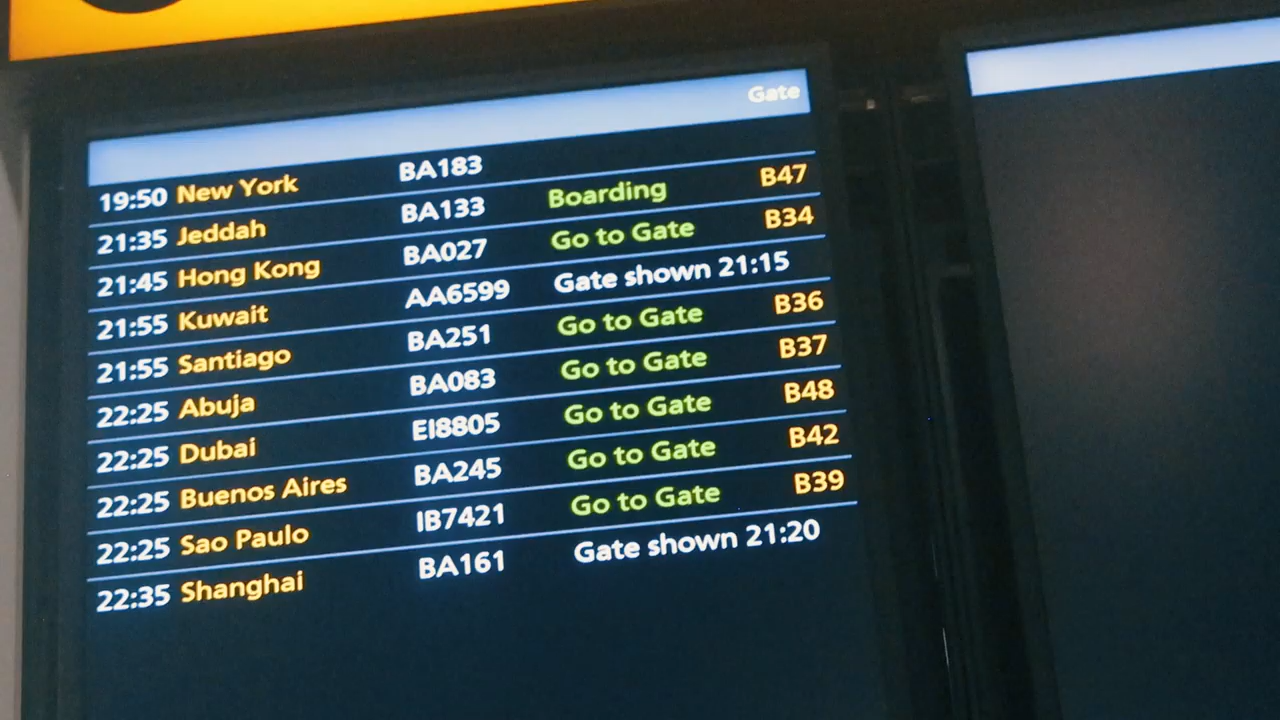 Gate
19:50 New York BA183
21:35 Jeddah BA133 Boarding B47
21:45 Hong Kong BA027 Go to Gate B34
21:55 Kuwait AA6599 Gate shown 21:15
21:55 Santiago BA251 Go to Gate B36
22:25 Abuja BA083 Go to Gate B37
22:25 Dubai EI8805 Go to Gate B48
22:25 Buenos Aires BA245 Go to Gate B42
22:25 Sao Paulo IB7421 Go to Gate B39
22:35 Shanghai BA161 Gate shown 21:20